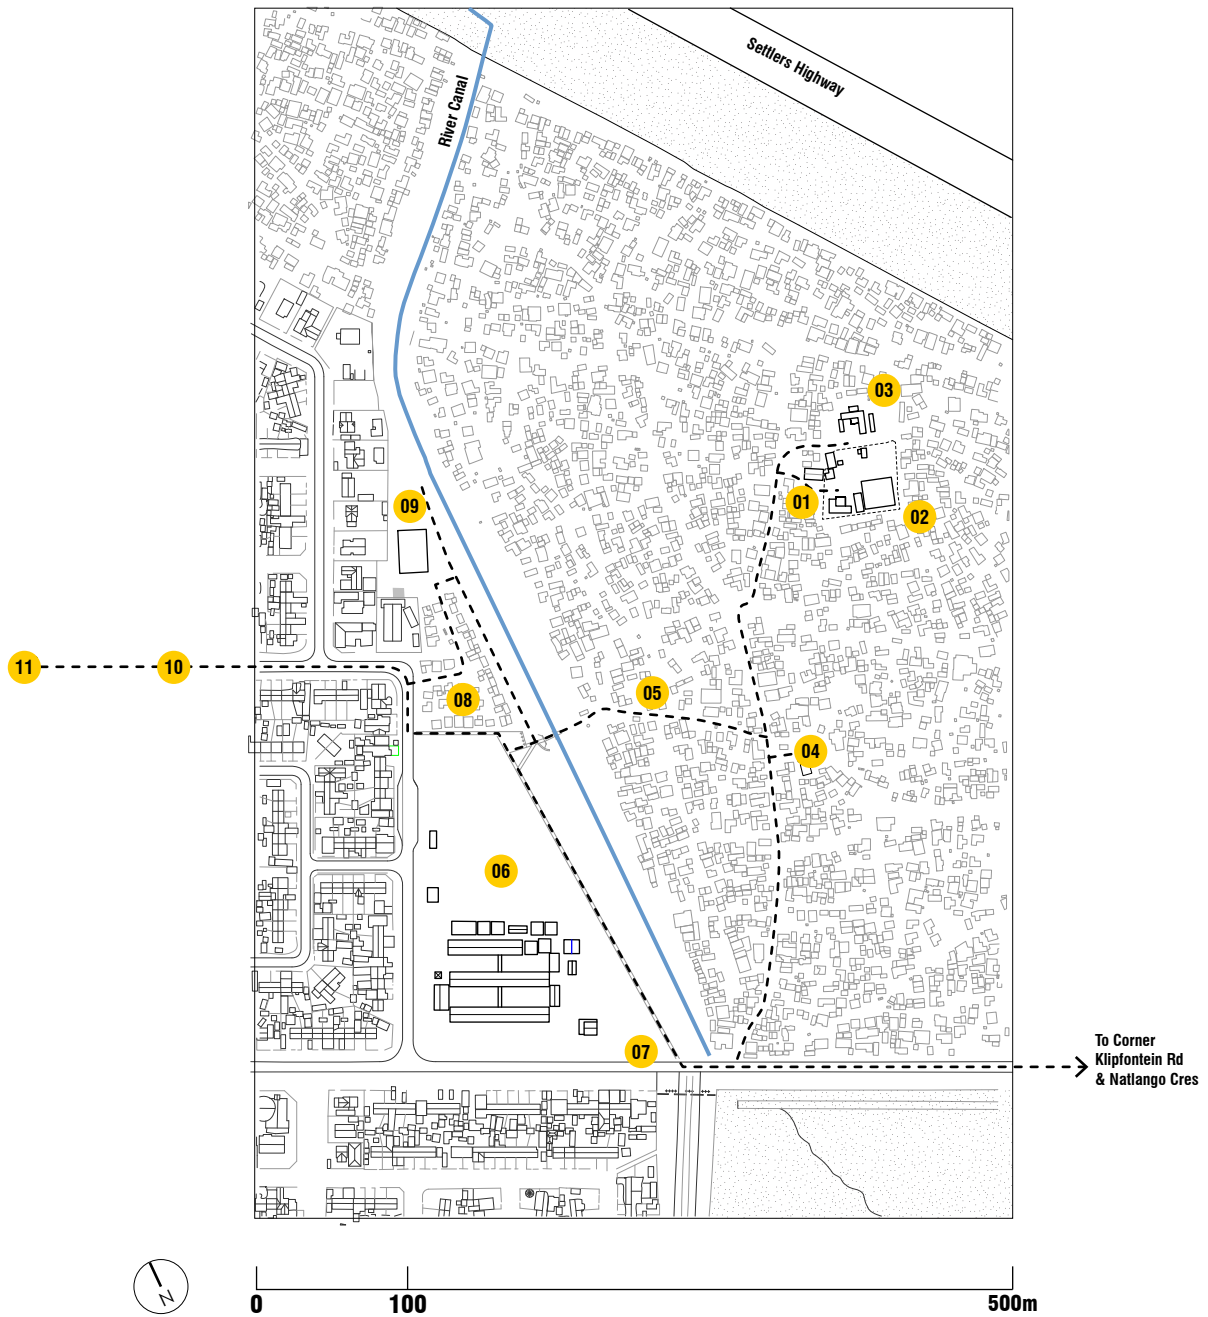 Settlers Highway
River Canal
03
01
02
09
11
10
05
08
04
06
07
To Corner
Klipfontein Rd
& Natlango Cres
N
0
100
500m